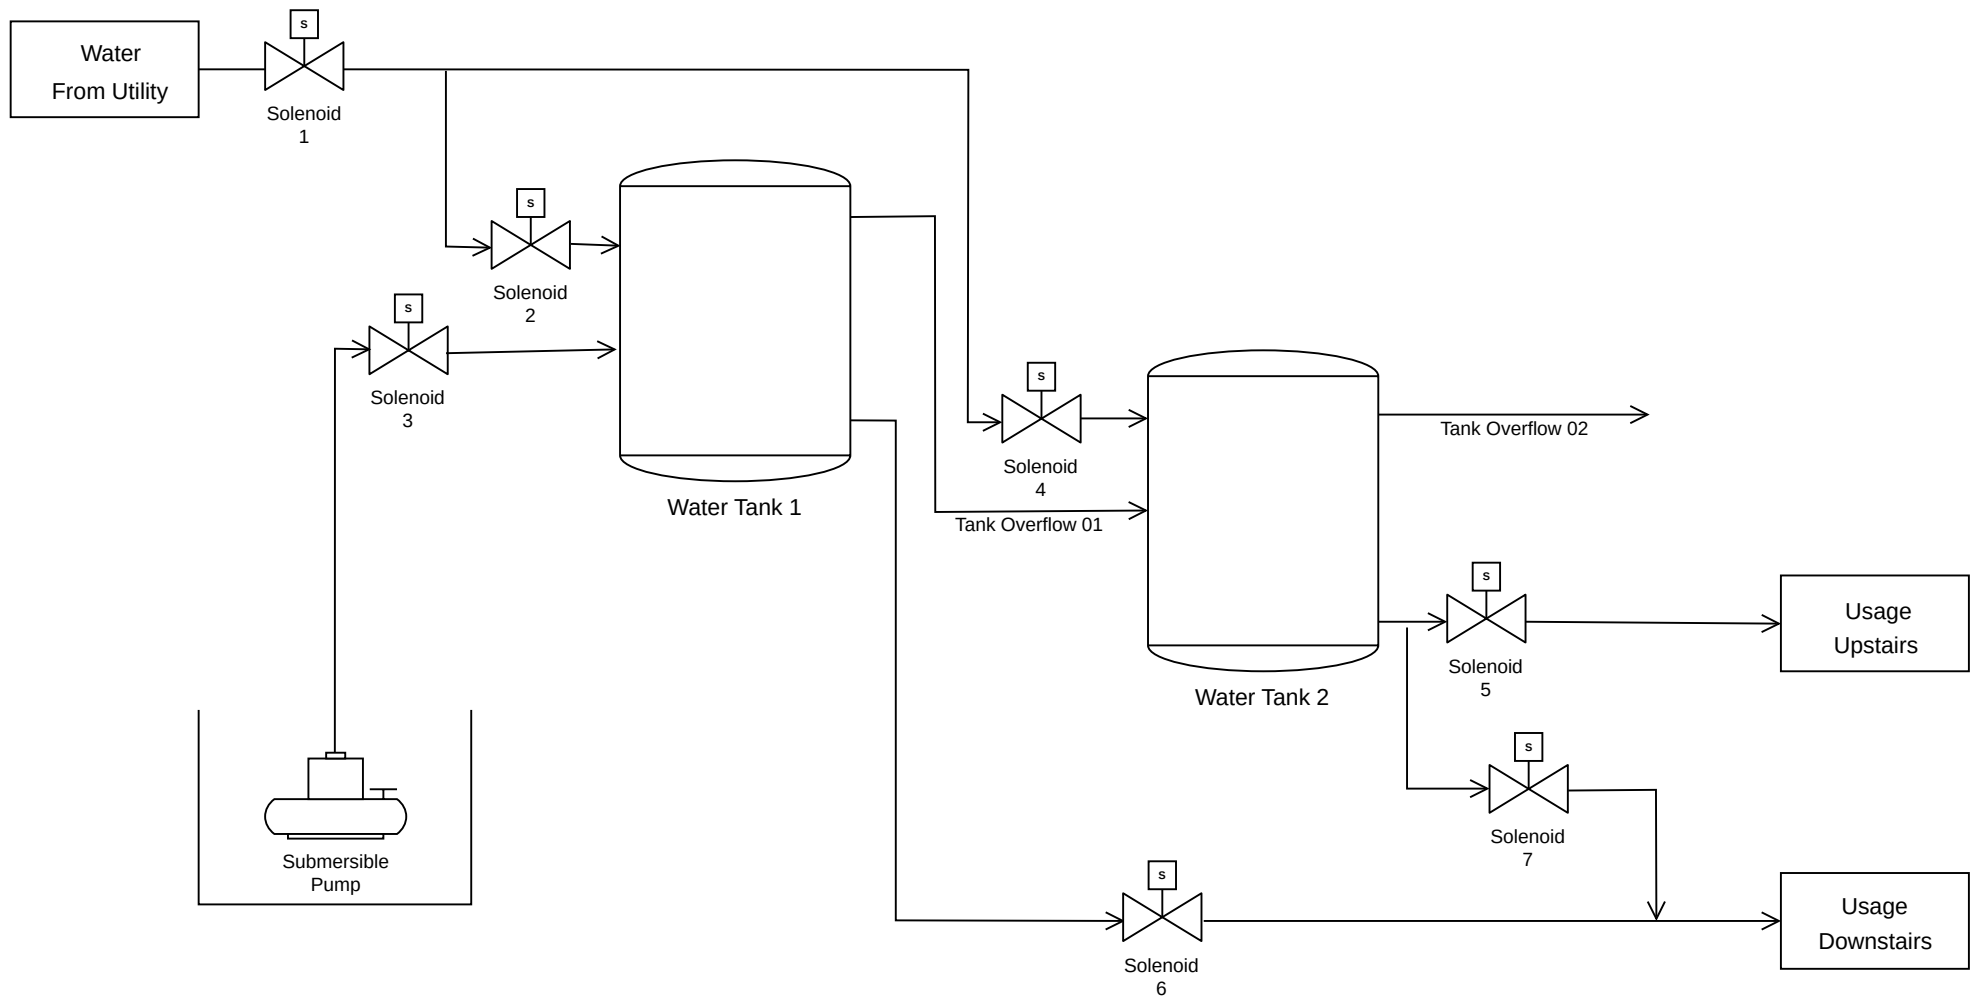 S
Water
From Utility
Solenoid
1
S
Solenoid
2
S
Solenoid
3
Water Tank 1
S
Solenoid
4
Tank Overflow 01
Tank Overflow 02
S
Solenoid
5
Usage
Upstairs
Water Tank 2
S
Solenoid
7
Submersible
Pump
S
Solenoid
6
Usage
Downstairs